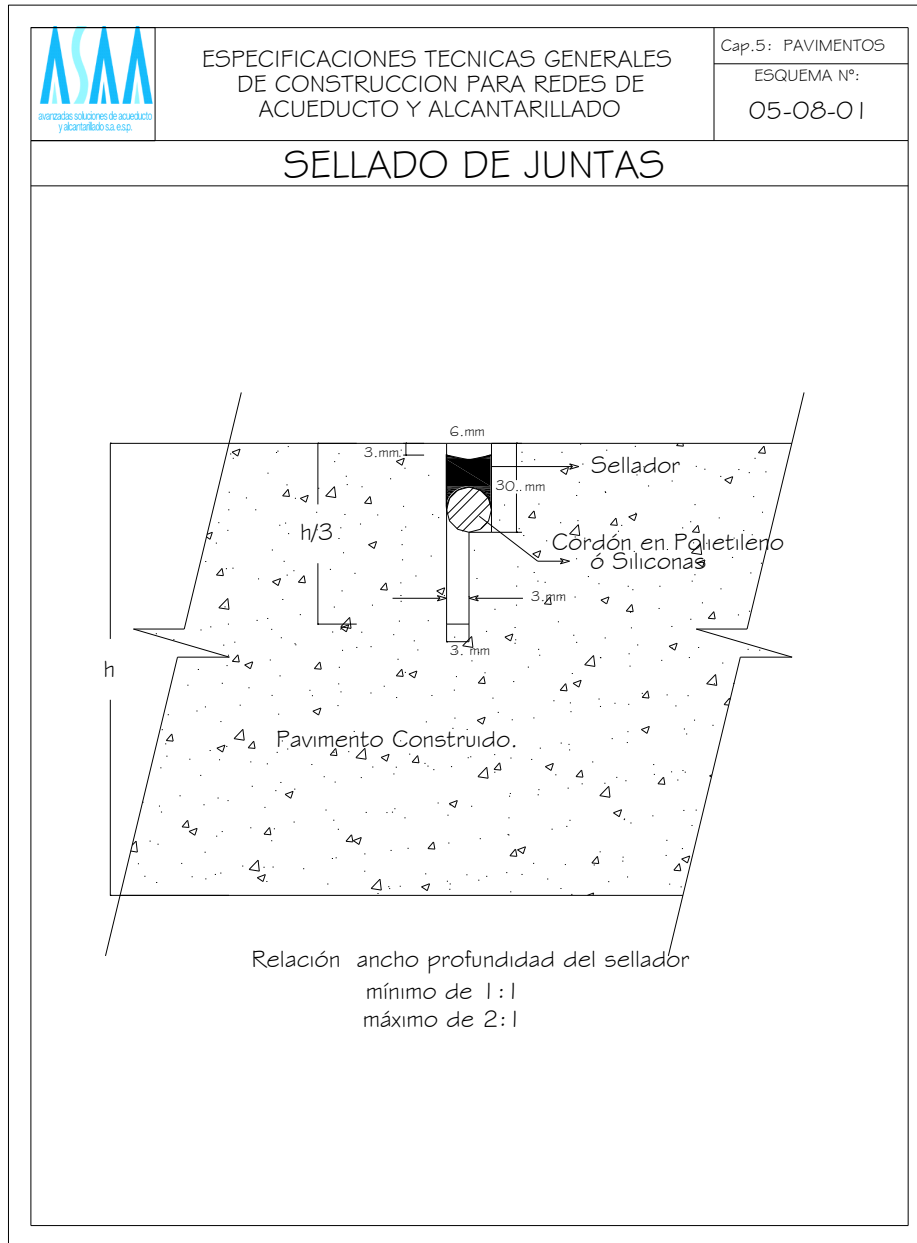 ASAA
avanzadas soluciones de acueducto
y alcantarillado s.a. e.s.p.
ESPECIFICACIONES TECNICAS GENERALES
DE CONSTRUCCION PARA REDES DE
ACUEDUCTO Y ALCANTARILLADO
Cap.5: PAVIMENTOS
ESQUEMA N°:
05-08-01
SELLADO DE JUNTAS
6.mm
3.mm
Sellador
30..mm
h/3
Cordón en Polietileno
ó Siliconas
3.mm
3. mm
h
Pavimento Construido.
Relación ancho profundidad del sellador
mínimo de 1:1
máximo de 2:1